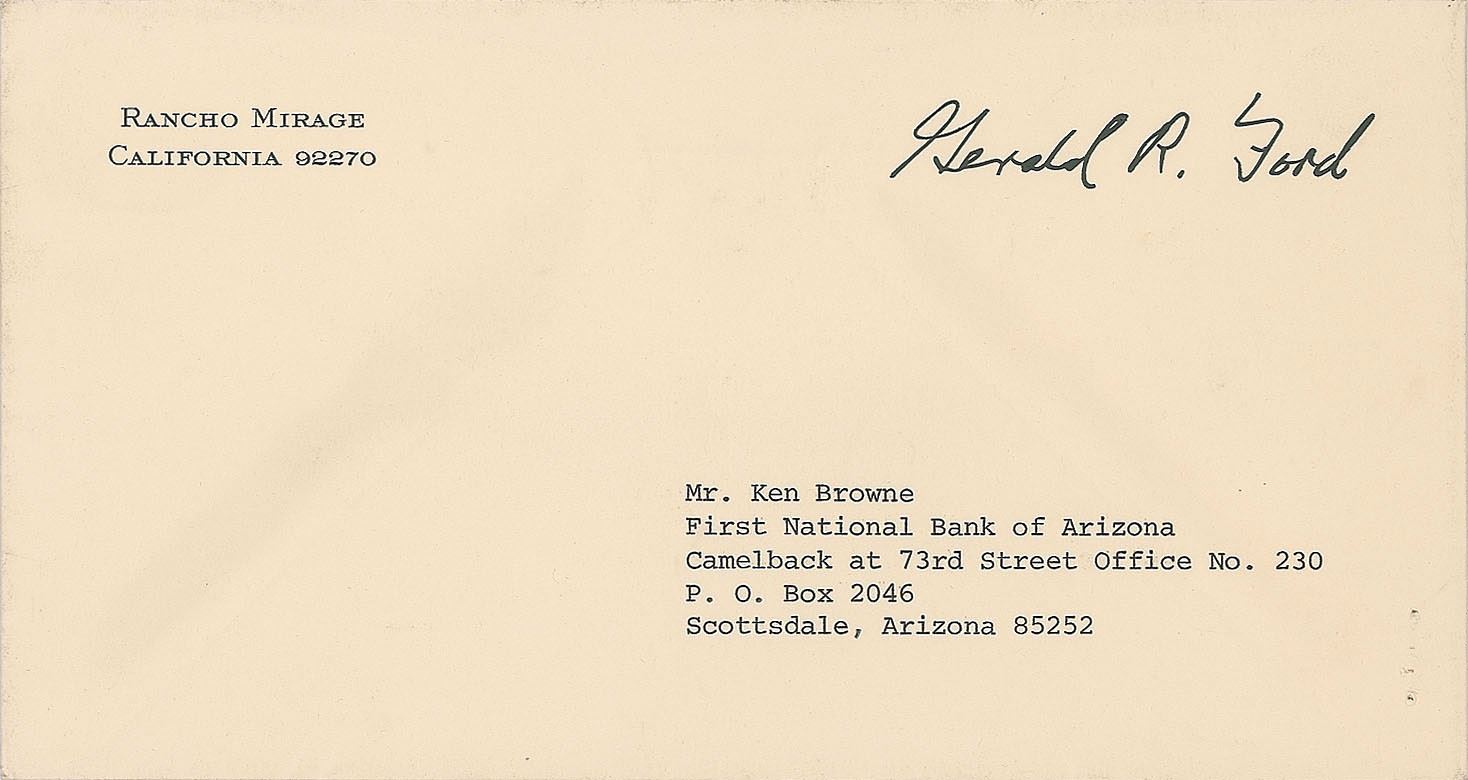 RANCHO MIRAGE
CALIFORNIA 92270
Gerald R. Ford
Mr. Ken Browne
First National Bank of Arizona
Camelback at 73rd Street Office No. 230
P. O. Box 2046
Scottsdale, Arizona 85252